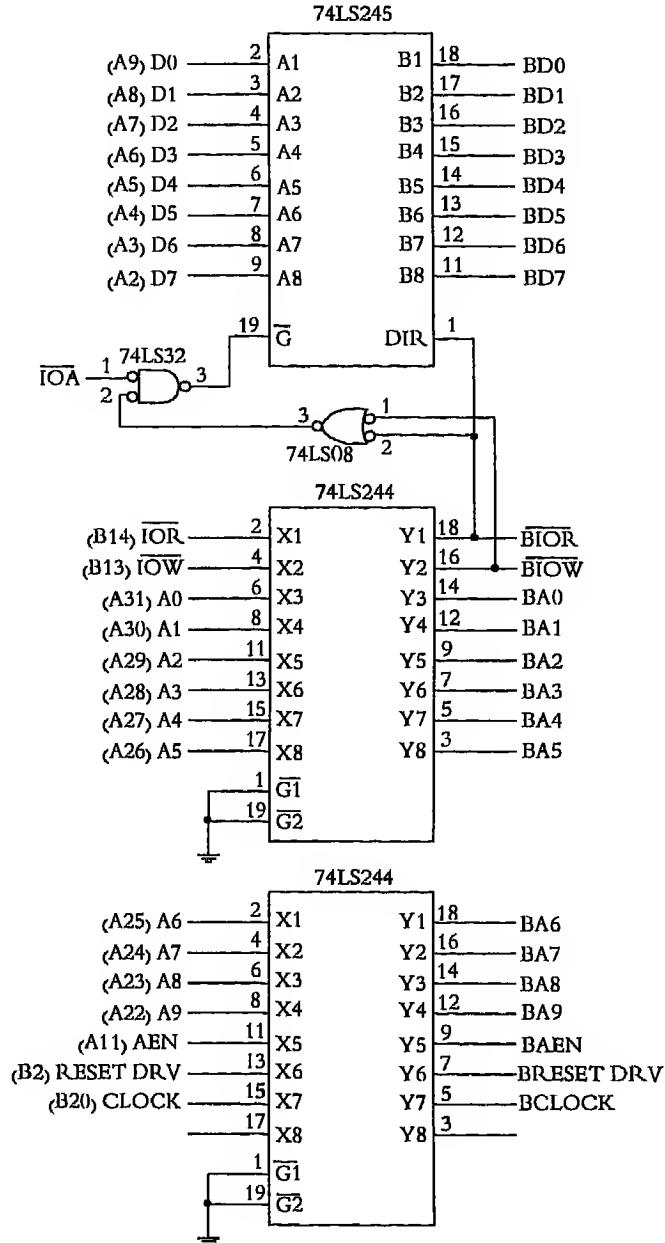 74LS245
(A9) D0 2 A1 B1 18 BD0
(A8) D1 3 A2 B2 17 BD1
(A7) D2 4 A3 B3 16 BD2
(A6) D3 5 A4 B4 15 BD3
(A5) D4 6 A5 B5 14 BD4
(A4) D5 7 A6 B6 13 BD5
(A3) D6 8 A7 B7 12 BD6
(A2) D7 9 A8 B8 11 BD7
19 G̅ DIR 1
74LS32
I̅O̅A̅ 1 3
2
3 1
2
74LS08
74LS244
(B14) I̅O̅R̅ 2 X1 Y1 18 B̅I̅O̅R̅
(B13) I̅O̅W̅ 4 X2 Y2 16 B̅I̅O̅W̅
(A31) A0 6 X3 Y3 14 BA0
(A30) A1 8 X4 Y4 12 BA1
(A29) A2 11 X5 Y5 9 BA2
(A28) A3 13 X6 Y6 7 BA3
(A27) A4 15 X7 Y7 5 BA4
(A26) A5 17 X8 Y8 3 BA5
1 G̅1̅
19 G̅2̅
74LS244
(A25) A6 2 X1 Y1 18 BA6
(A24) A7 4 X2 Y2 16 BA7
(A23) A8 6 X3 Y3 14 BA8
(A22) A9 8 X4 Y4 12 BA9
(A11) AEN 11 X5 Y5 9 BAEN
(B2) RESET DRV 13 X6 Y6 7 BRESET DRV
(B20) CLOCK 15 X7 Y7 5 BCLOCK
17 X8 Y8 3
1 G̅1̅
19 G̅2̅